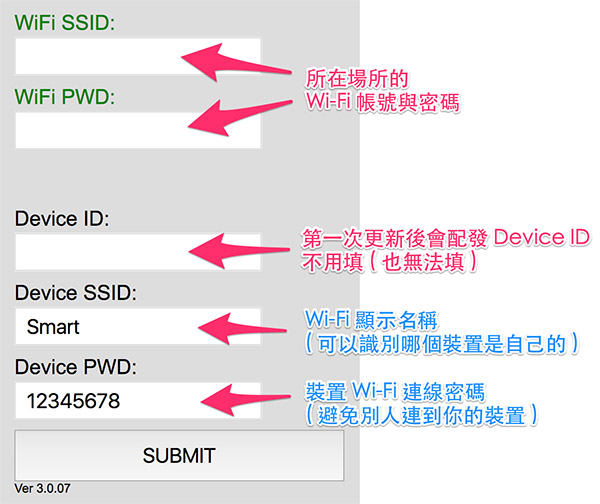 WiFi SSID:
所在場所的
Wi-Fi 帳號與密碼
WiFi PWD:
Device ID:
第一次更新後會配發 Device ID
不用填 ( 也無法填 )
Device SSID:
Smart
Wi-Fi 顯示名稱
( 可以識別哪個裝置是自己的 )
Device PWD:
12345678
裝置 Wi-Fi 連線密碼
( 避免別人連到你的裝置 )
SUBMIT
Ver 3.0.07